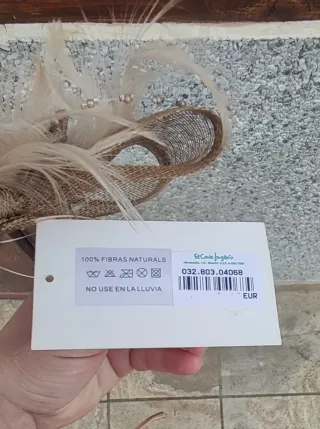 100% FIBRAS NATURALS
NO USE EN LA LLUVIA
El Corte Inglés
032.803.04068
EUR